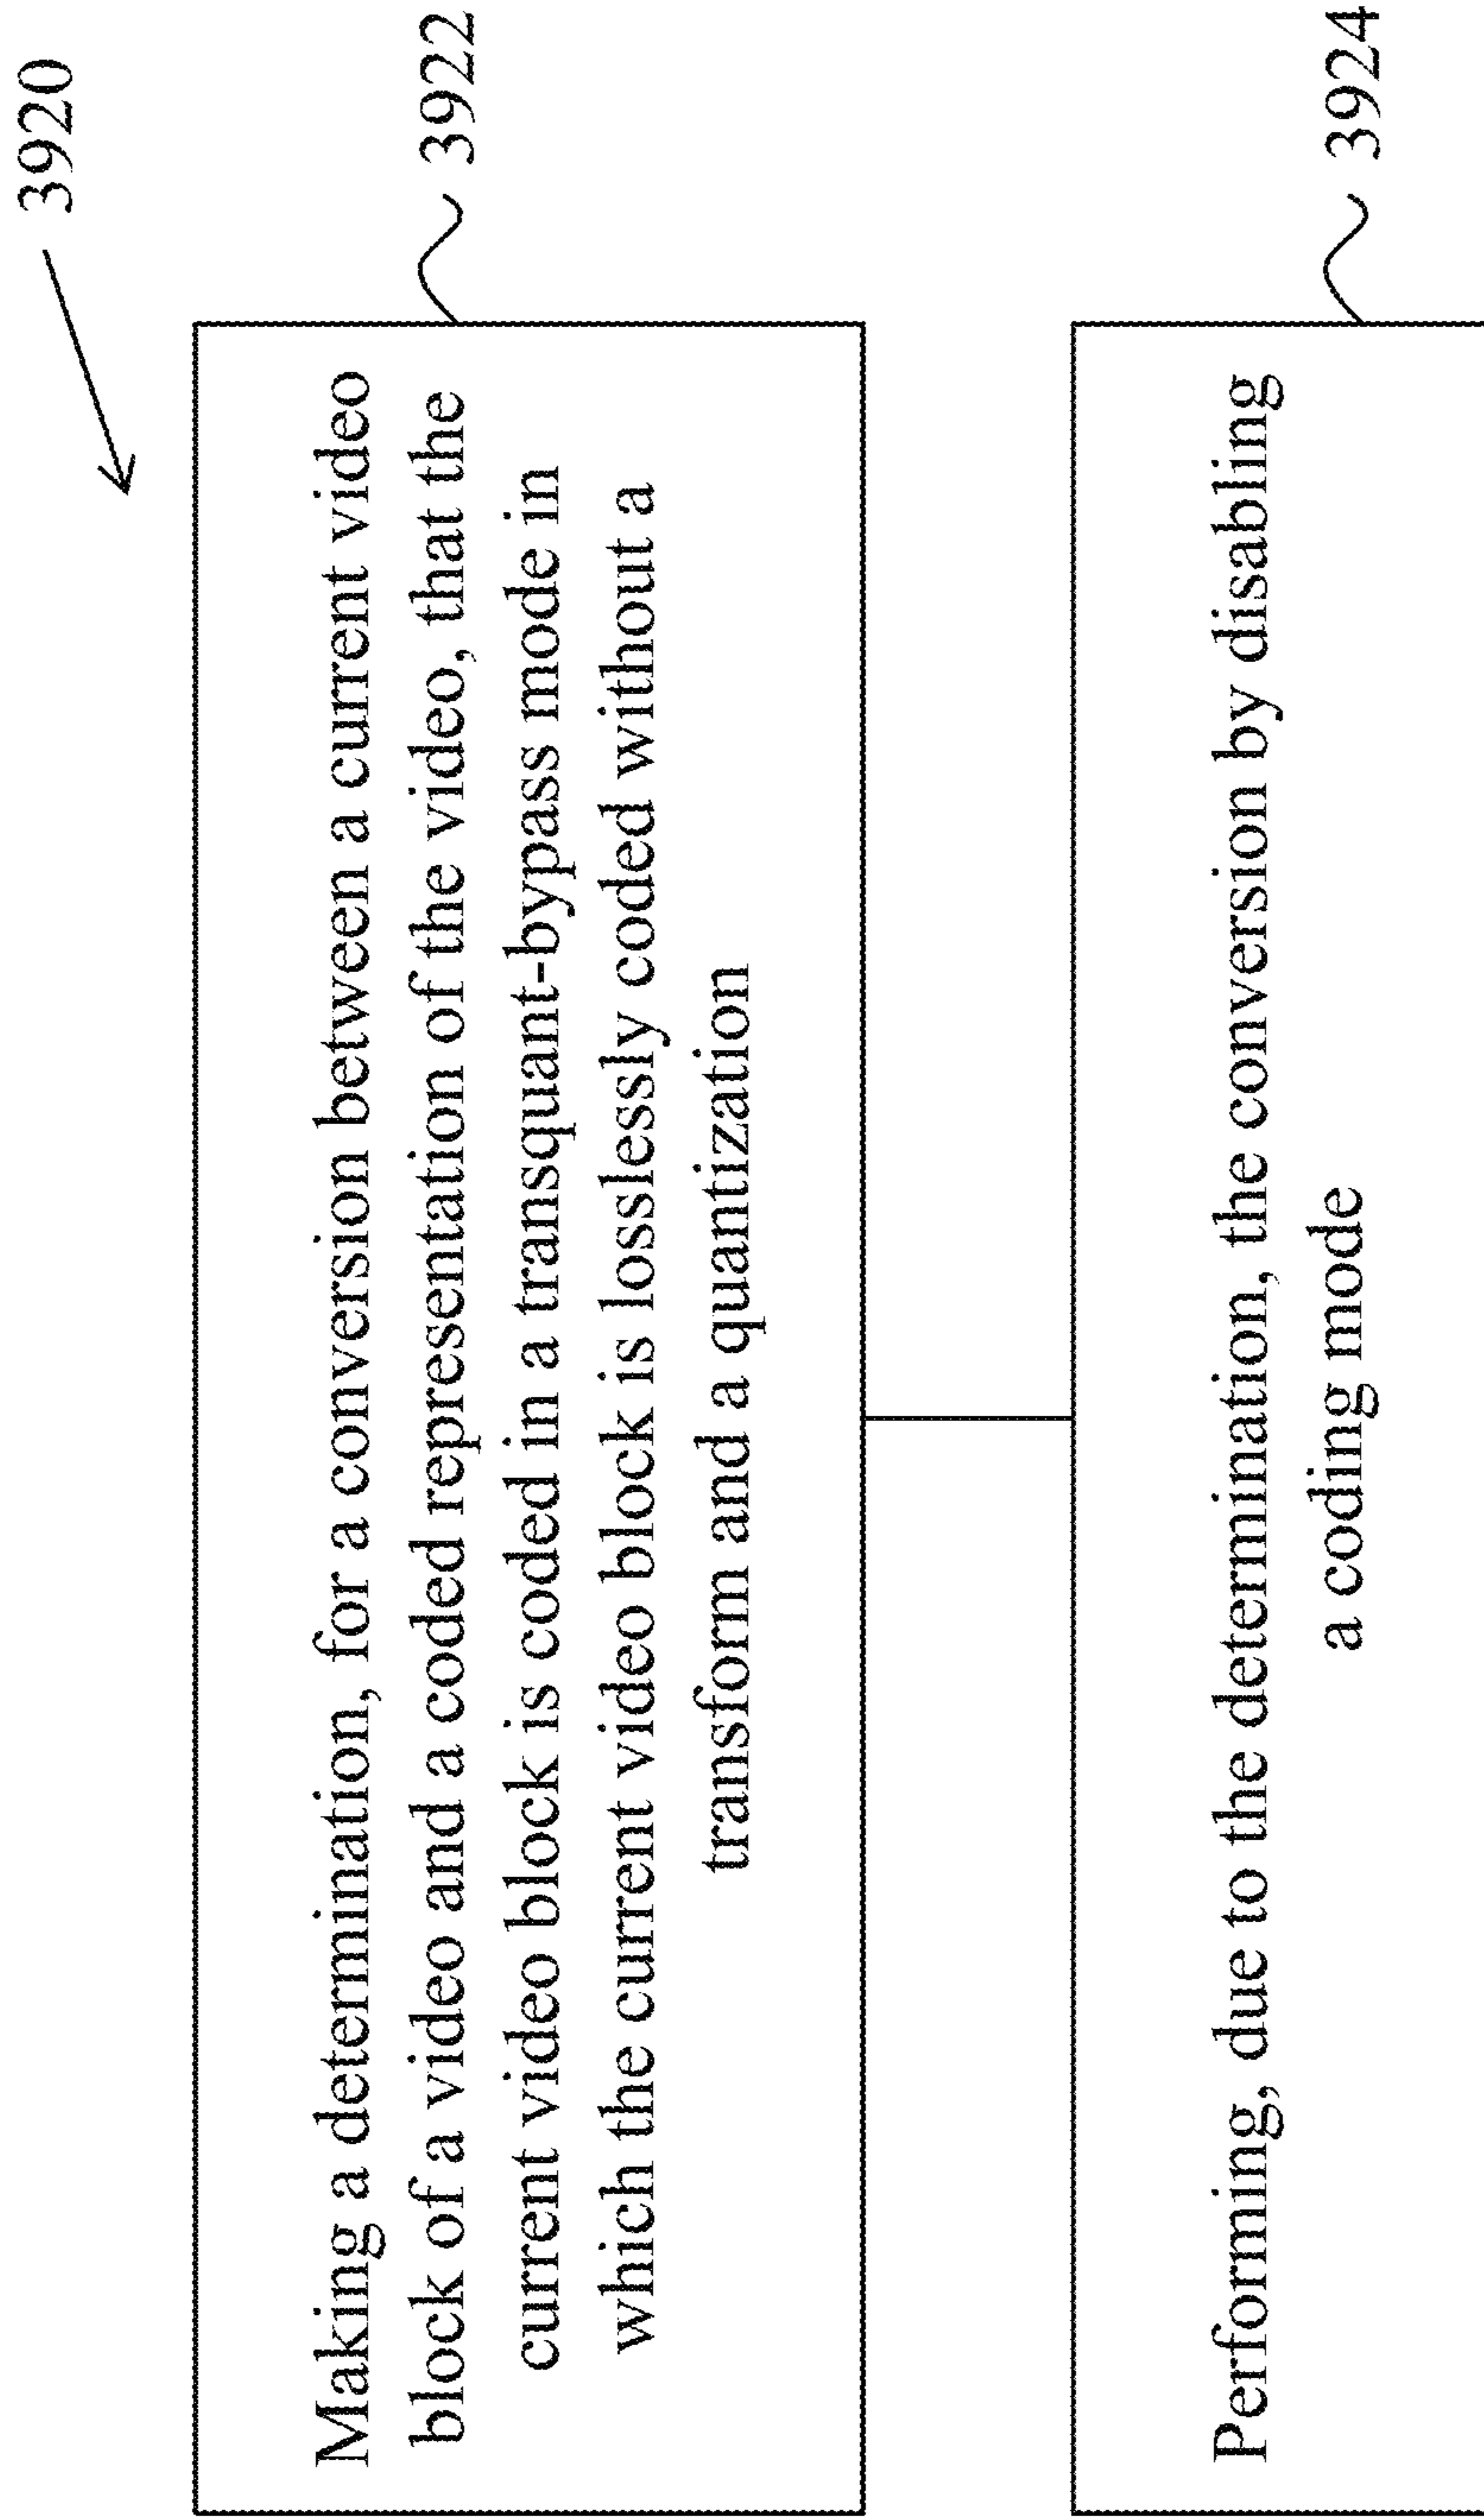 3920
Making a determination, for a conversion between a current video
block of a video and a coded representation of the video, that the
current video block is coded in a transquant-bypass mode in
which the current video block is losslessly coded without a
transform and a quantization
3922
Performing, due to the determination, the conversion by disabling
a coding mode
3924